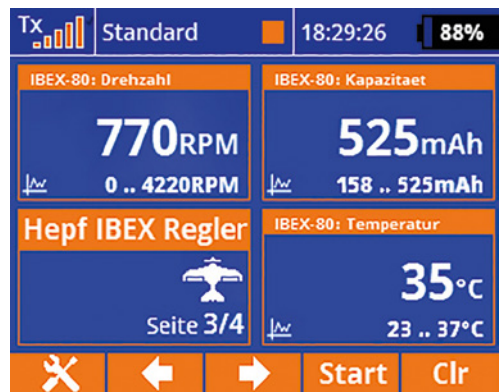 Tx Standard 18:29:26 88%
IBEX-80: Drehzahl
770RPM
0 .. 4220RPM
IBEX-80: Kapazitaet
525mAh
158 .. 525mAh
Hepf IBEX Regler
Seite 3/4
IBEX-80: Temperatur
35°C
23 .. 37°C
Start Clr